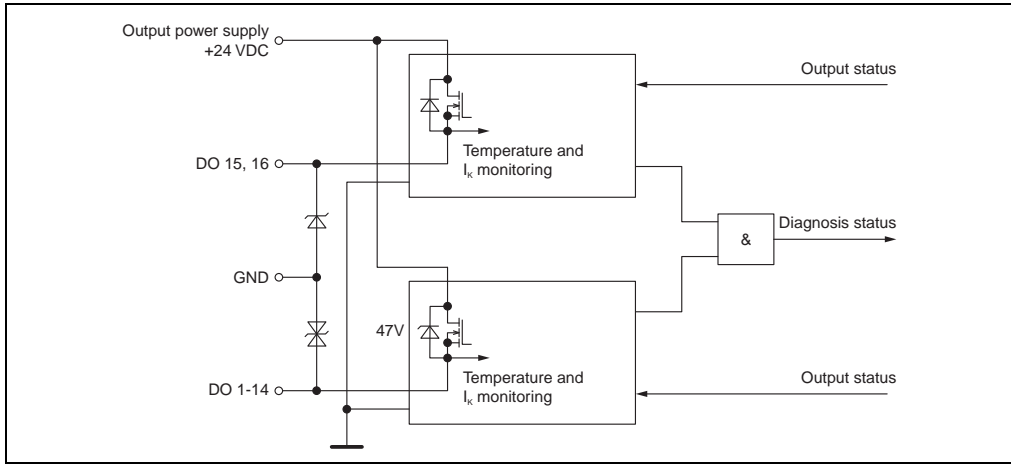 Output power supply
+24 VDC
Output status
DO 15, 16
Temperature and
Iₖ monitoring
&
Diagnosis status
GND
47V
Temperature and
Iₖ monitoring
DO 1-14
Output status